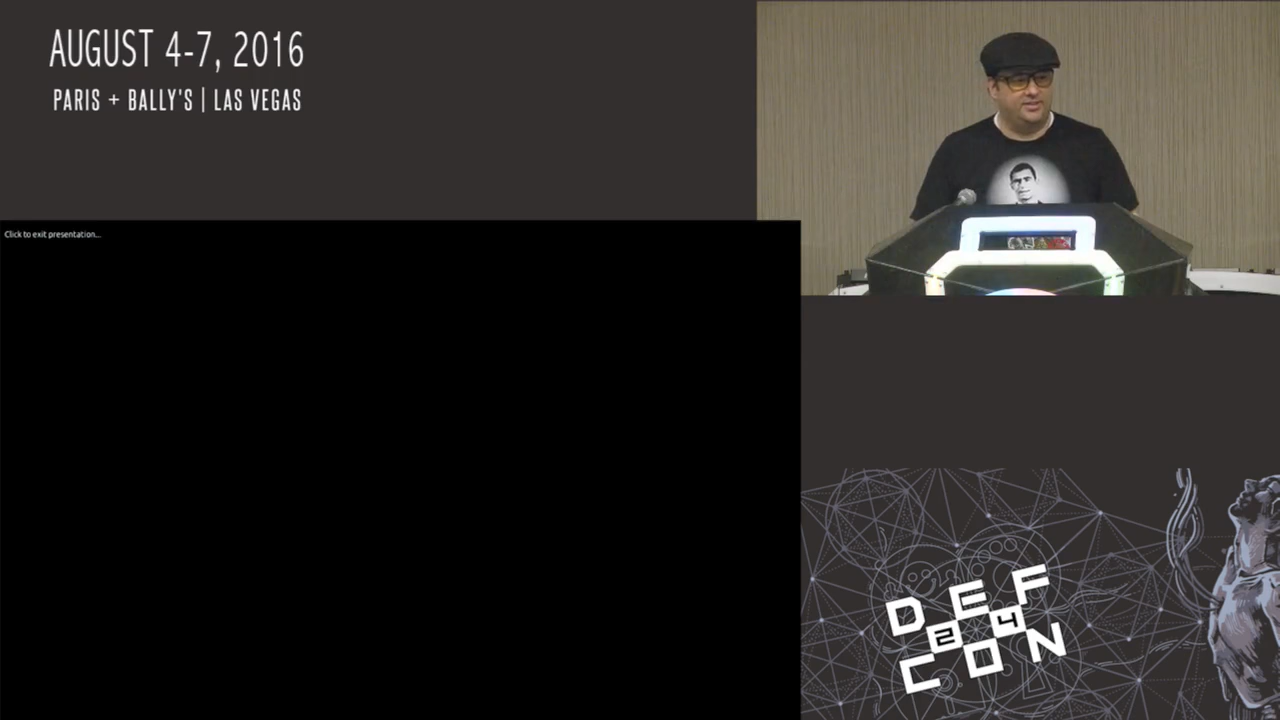 AUGUST 4-7, 2016
PARIS + BALLY'S | LAS VEGAS
Click to exit presentation...
DEF
24
CON